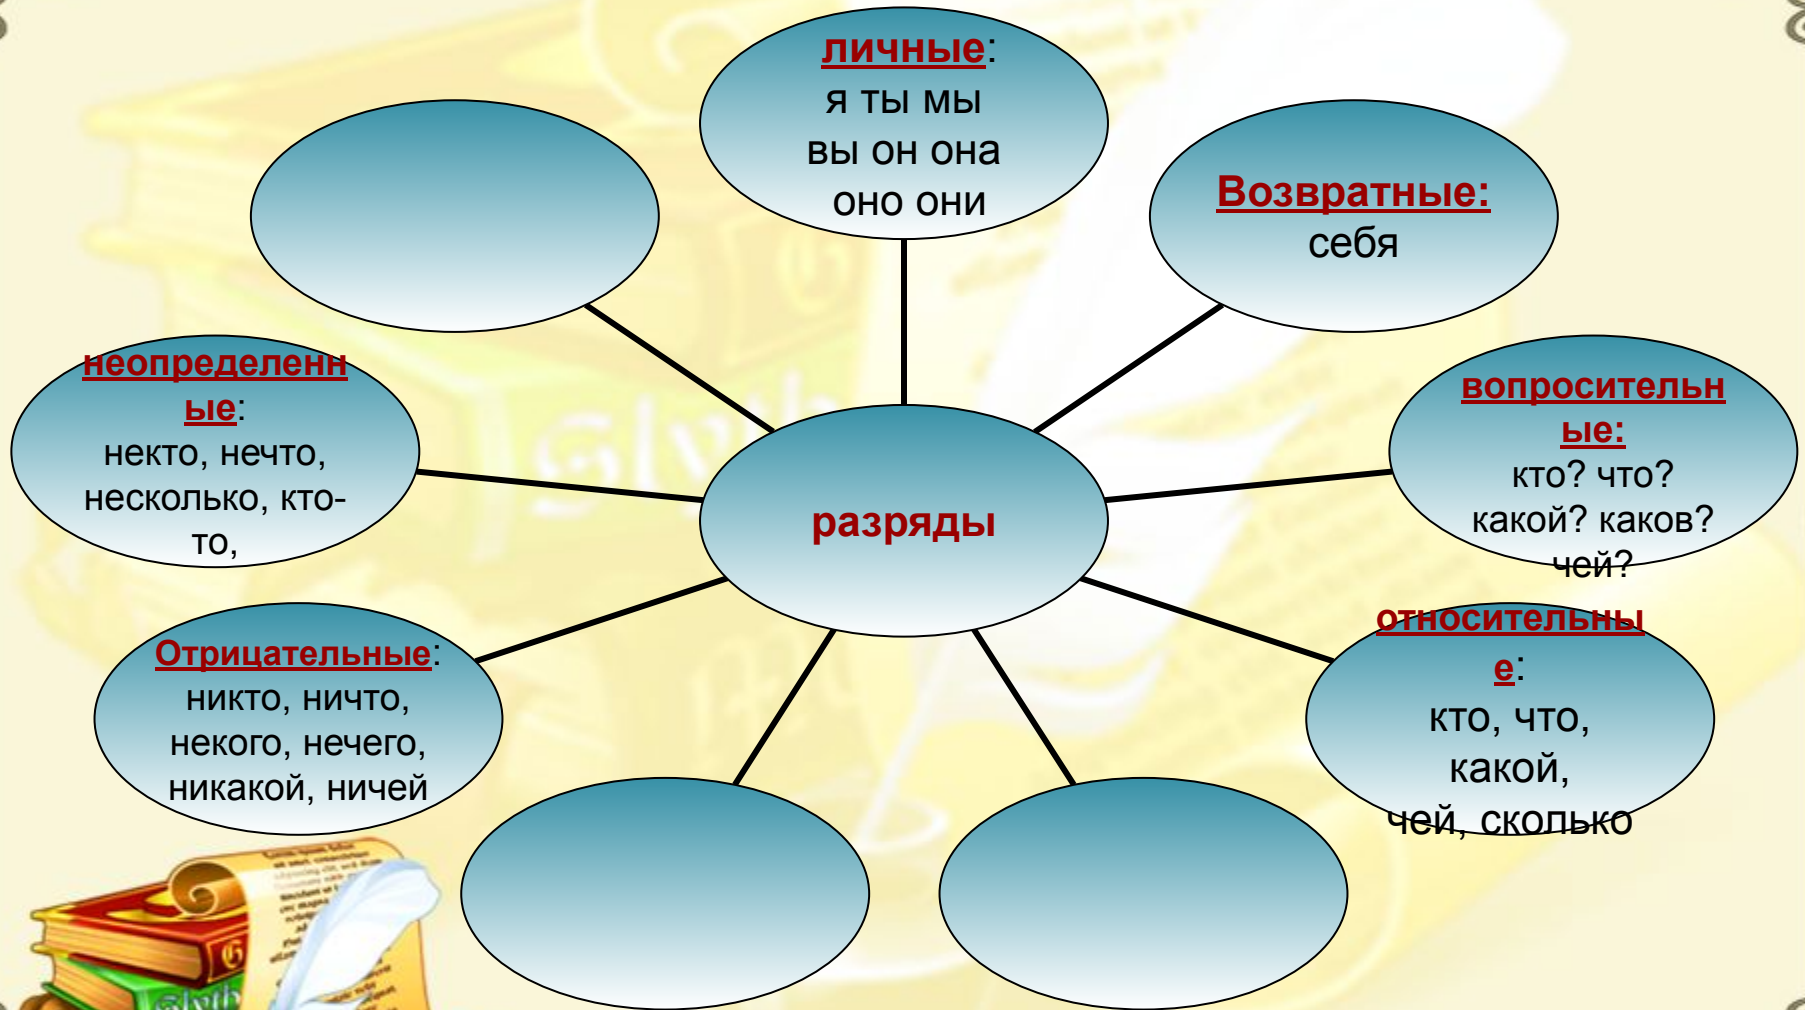 личные:
я ты мы
вы он она
оно они
Возвратные:
себя
вопросительн
ые:
кто? что?
какой? каков?
чей?
относительны
е:
кто, что,
какой,
чей, сколько
Отрицательные:
никто, ничто,
некого, нечего,
никакой, ничей
неопределенн
ые:
некто, нечто,
несколько, кто-
то,
разряды